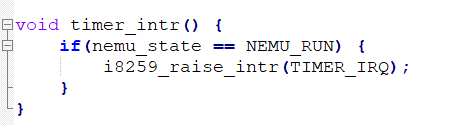 void timer_intr() {
    if(nemu_state == NEMU_RUN) {
        i8259_raise_intr(TIMER_IRQ);
    }
}